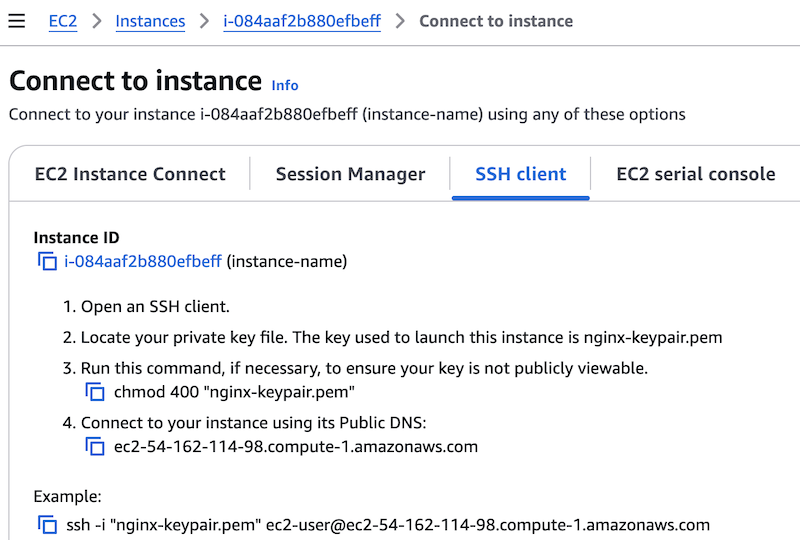 EC2 > Instances > i-084aaf2b880efbeff > Connect to instance
Connect to instance Info
Connect to your instance i-084aaf2b880efbeff (instance-name) using any of these options
EC2 Instance Connect Session Manager SSH client EC2 serial console
Instance ID
i-084aaf2b880efbeff (instance-name)
1. Open an SSH client.
2. Locate your private key file. The key used to launch this instance is nginx-keypair.pem
3. Run this command, if necessary, to ensure your key is not publicly viewable.
chmod 400 "nginx-keypair.pem"
4. Connect to your instance using its Public DNS:
ec2-54-162-114-98.compute-1.amazonaws.com
Example:
ssh -i "nginx-keypair.pem" ec2-user@ec2-54-162-114-98.compute-1.amazonaws.com